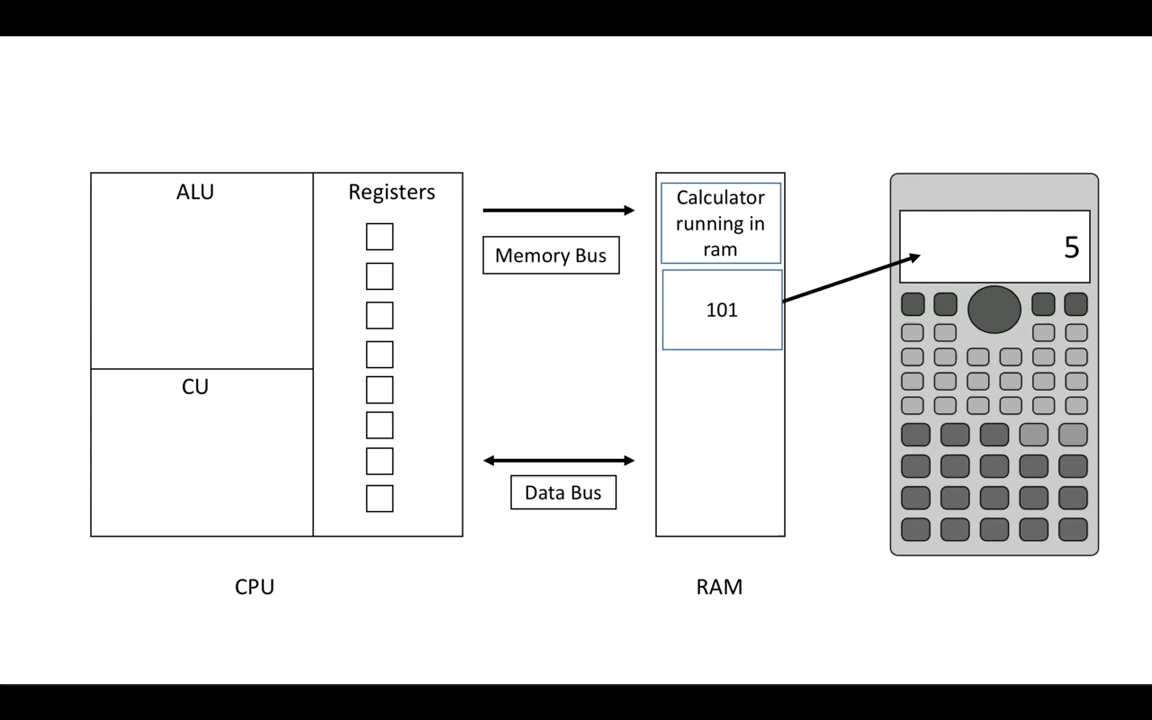 ALU
Registers
CU
CPU
Memory Bus
Data Bus
Calculator
running in
ram
101
RAM
5